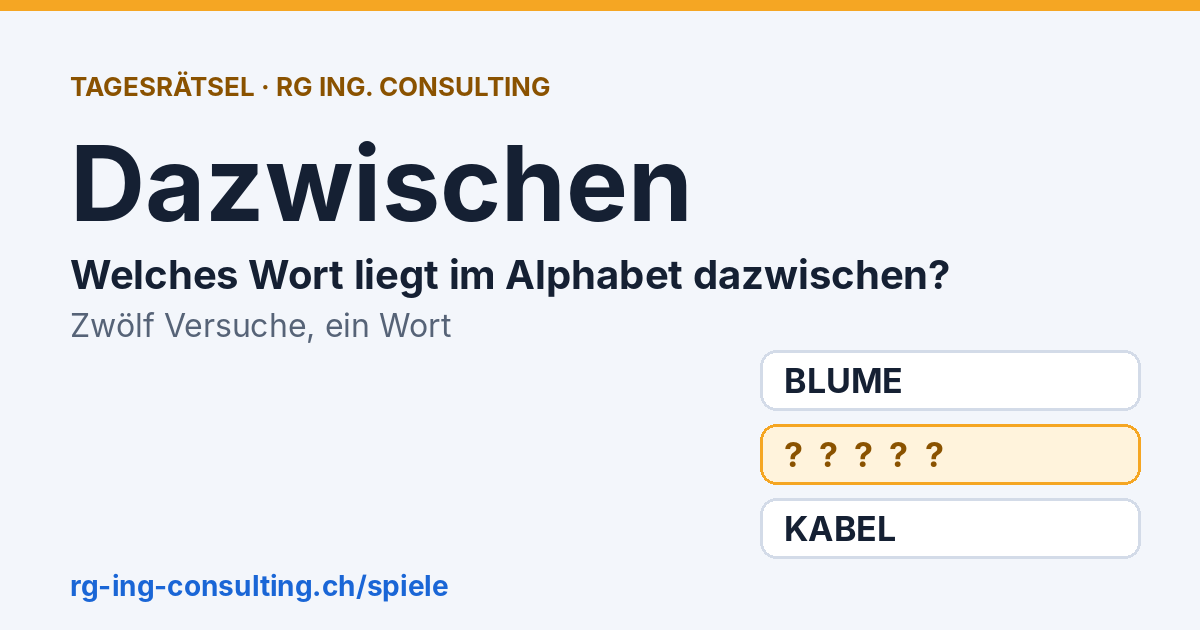 TAGESRÄTSEL · RG ING. CONSULTING
Dazwischen
Welches Wort liegt im Alphabet dazwischen?
Zwölf Versuche, ein Wort
BLUME
? ? ? ? ?
KABEL
rg-ing-consulting.ch/spiele